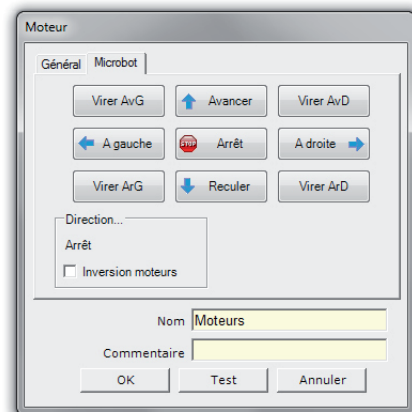 Moteur
Général Microbot
Virer AvG Avancer Virer AvD
A gauche STOP Arrêt A droite
Virer ArG Reculer Virer ArD
Direction...
Arrêt
Inversion moteurs
Nom Moteurs
Commentaire
OK Test Annuler